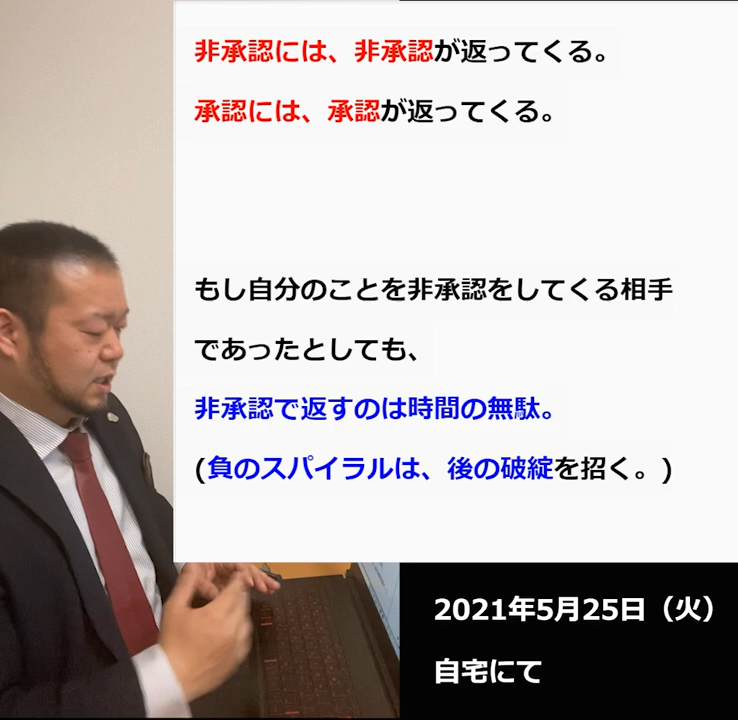 非承認には、非承認が返ってくる。
承認には、承認が返ってくる。
もし自分のことを非承認をしてくる相手
であったとしても、
非承認で返すのは時間の無駄。
(負のスパイラルは、後の破綻を招く。)
2021年5月25日（火）
自宅にて